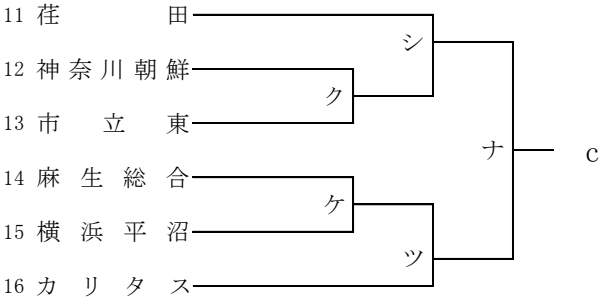 11 荏田
シ
12 神奈川朝鮮
ク
13 市立東
ナ c
14 麻生総合
ケ
15 横浜平沼
ツ
16 カリタス